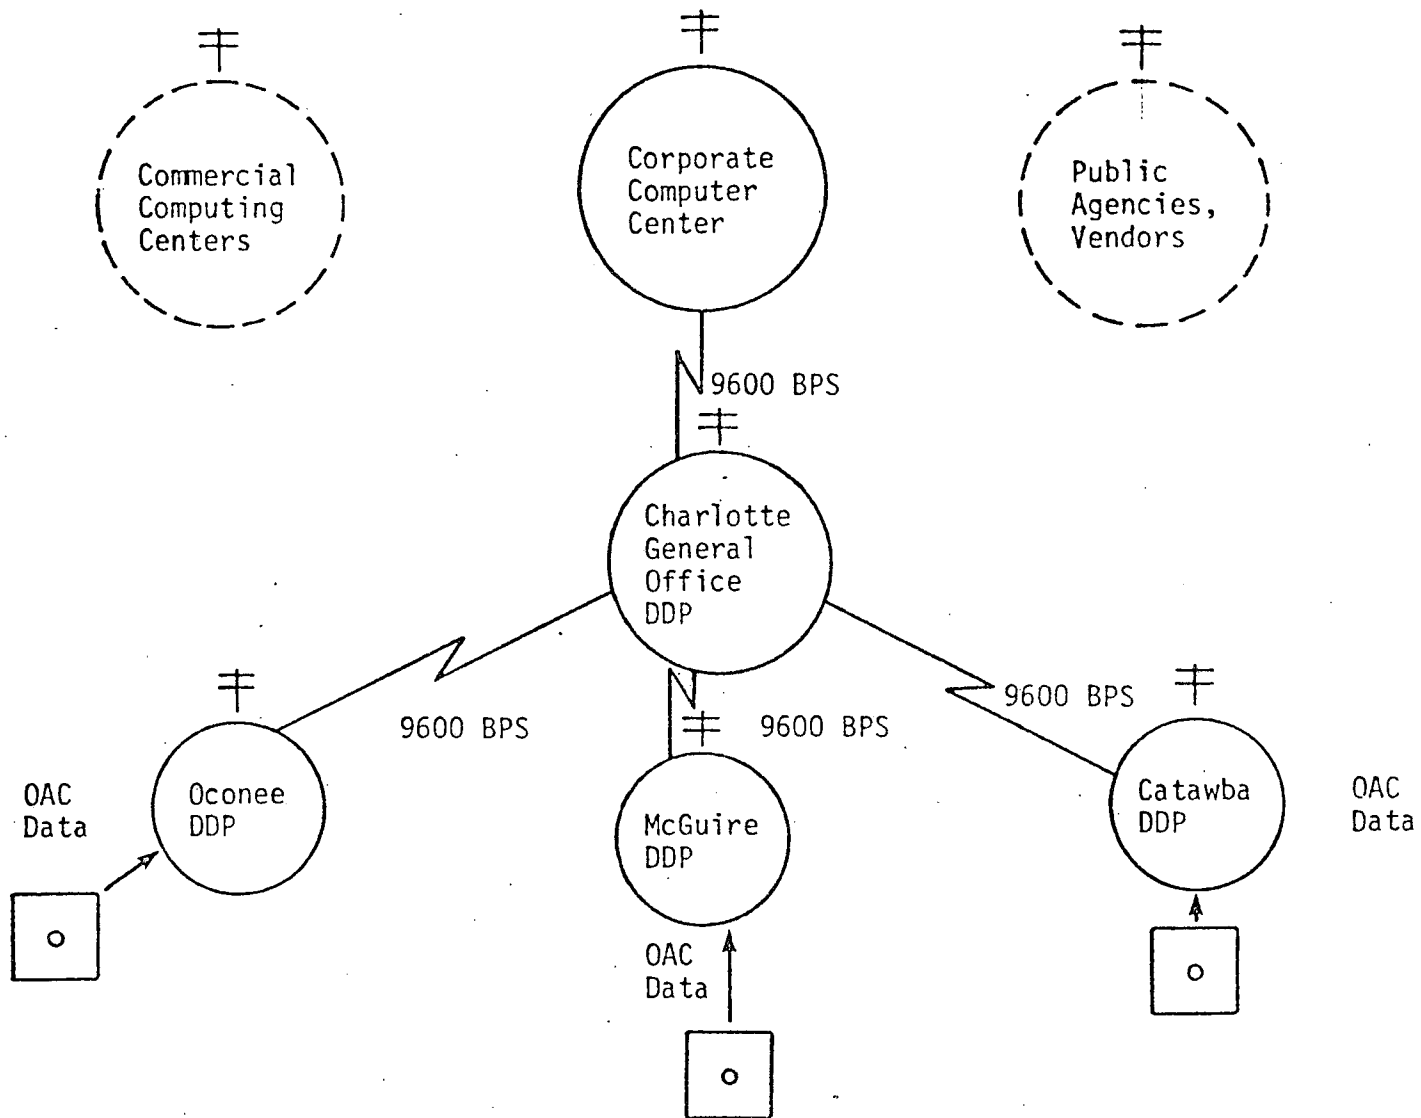 Commercial
Computing
Centers
Corporate
Computer
Center
Public
Agencies,
Vendors
9600 BPS
Charlotte
General
Office
DDP
9600 BPS
9600 BPS
9600 BPS
OAC
Data
Oconee
DDP
McGuire
DDP
Catawba
DDP
OAC
Data
OAC
Data